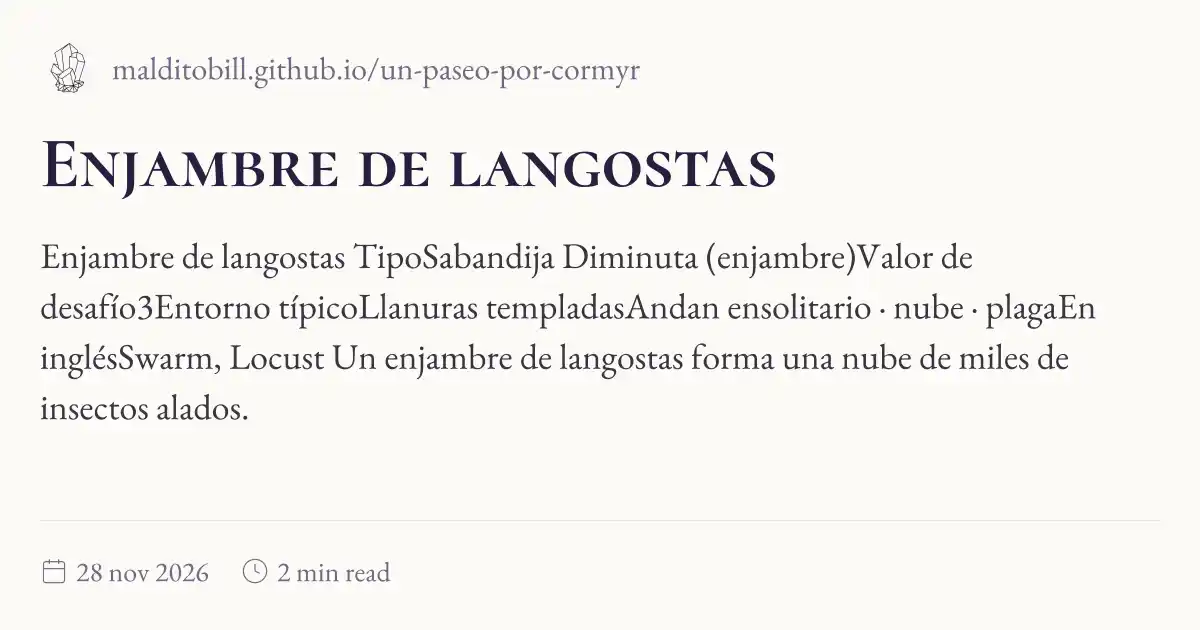 malditobill.github.io/un-paseo-por-cormyr
Enjambre de langostas
Enjambre de langostas TipoSabandija Diminuta (enjambre)Valor de
desafío3Entorno típicoLlanuras templadasAndan ensolitario · nube · plagaEn
inglésSwarm, Locust Un enjambre de langostas forma una nube de miles de
insectos alados.
28 nov 2026
2 min read